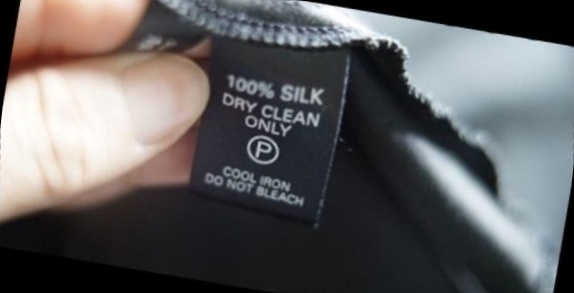 100% SILK
DRY CLEAN
ONLY
P
COOL IRON
DO NOT BLEACH